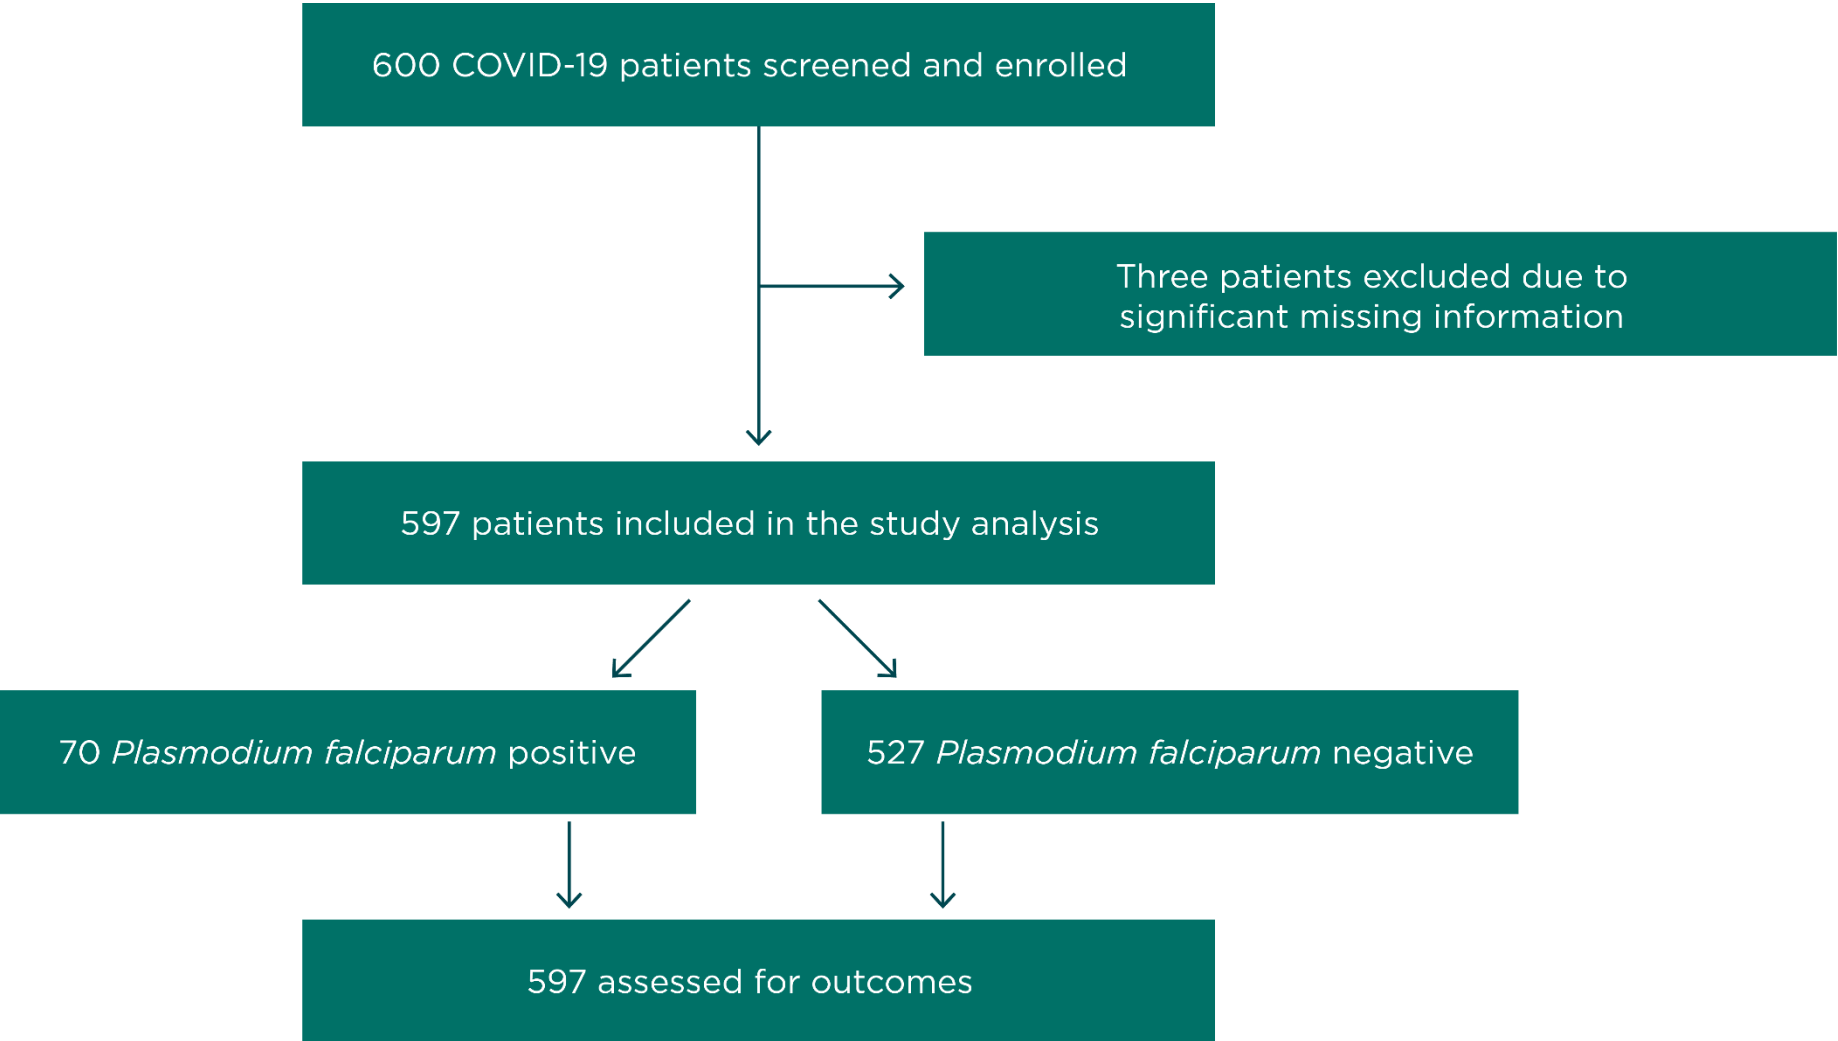 600 COVID-19 patients screened and enrolled
Three patients excluded due to
significant missing information
597 patients included in the study analysis
70 Plasmodium falciparum positive
527 Plasmodium falciparum negative
597 assessed for outcomes